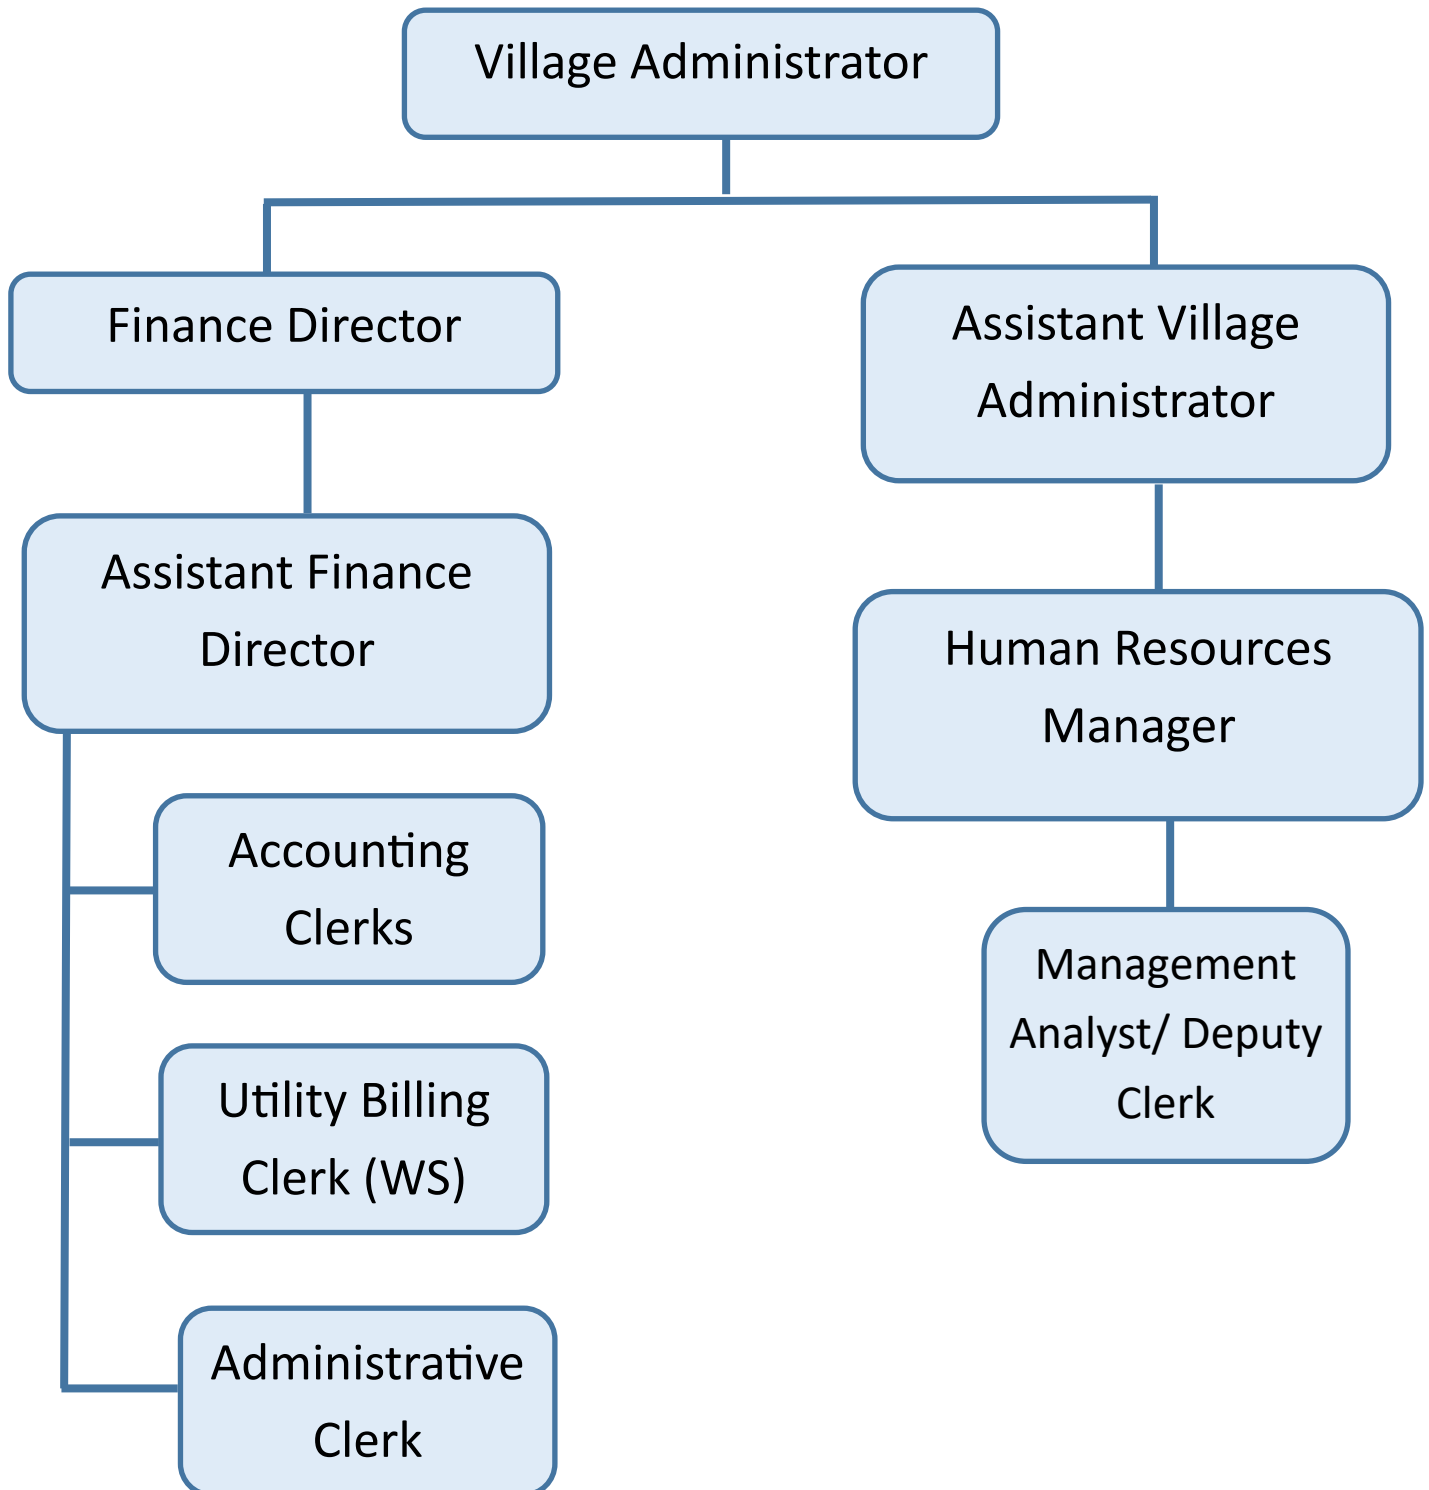 Village Administrator
Finance Director
Assistant Village
Administrator
Assistant Finance
Director
Human Resources
Manager
Accounting
Clerks
Management
Analyst/ Deputy
Clerk
Utility Billing
Clerk (WS)
Administrative
Clerk